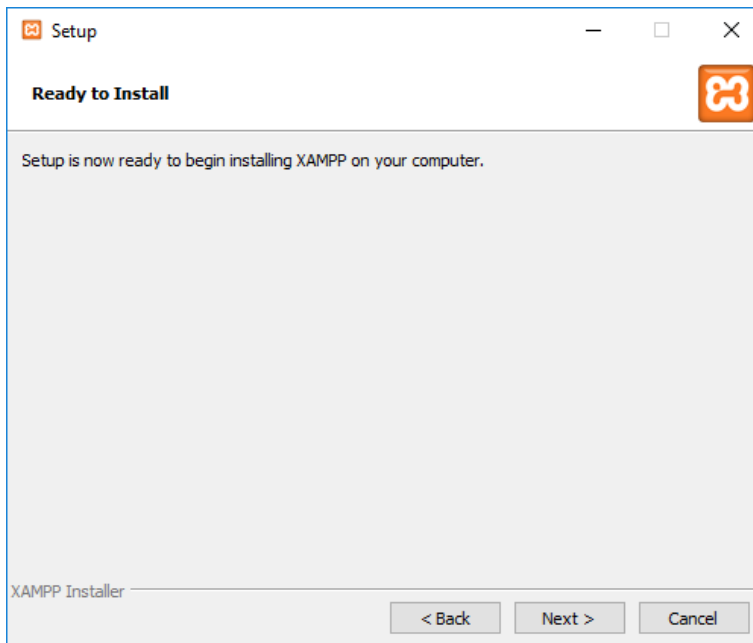 Setup
Ready to Install
Setup is now ready to begin installing XAMPP on your computer.
XAMPP Installer
< Back
Next >
Cancel